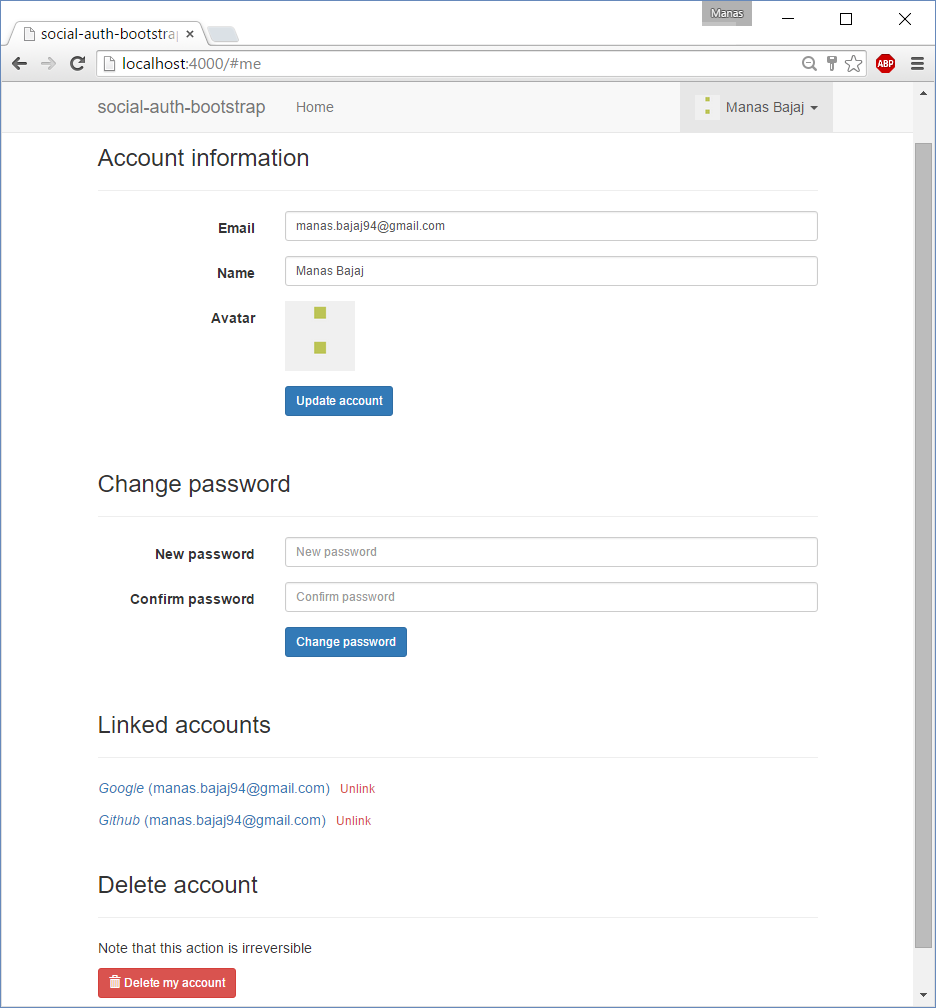 Manas
social-auth-bootstra
localhost:4000/#me
ABP
social-auth-bootstrap Home Manas Bajaj
Account information
Email manas.bajaj94@gmail.com
Name Manas Bajaj
Avatar
Update account
Change password
New password New password
Confirm password Confirm password
Change password
Linked accounts
Google (manas.bajaj94@gmail.com) Unlink
Github (manas.bajaj94@gmail.com) Unlink
Delete account
Note that this action is irreversible
Delete my account